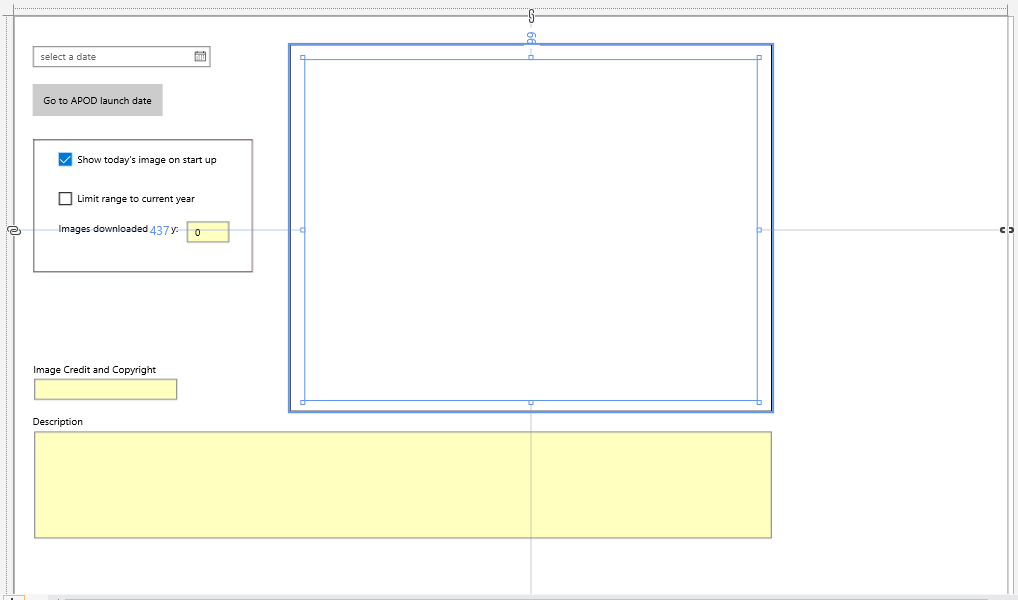 66
select a date
Go to APOD launch date
Show today's image on start up
Limit range to current year
Images downloaded 437 y:
0
Image Credit and Copyright
Description